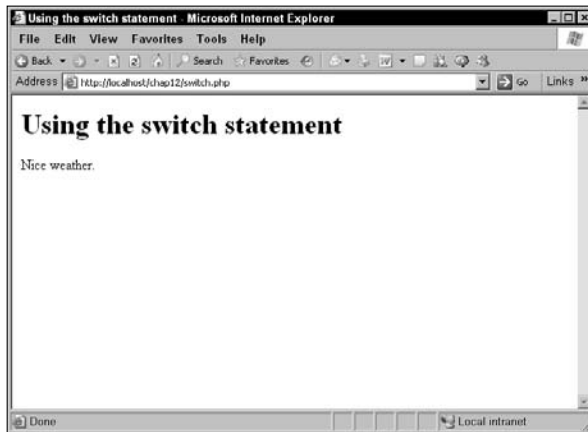 Using the switch statement - Microsoft Internet Explorer
File Edit View Favorites Tools Help
Back Search Favorites
Address http://localhost/chap12/switch.php Go Links »
Using the switch statement
Nice weather.
Done Local intranet